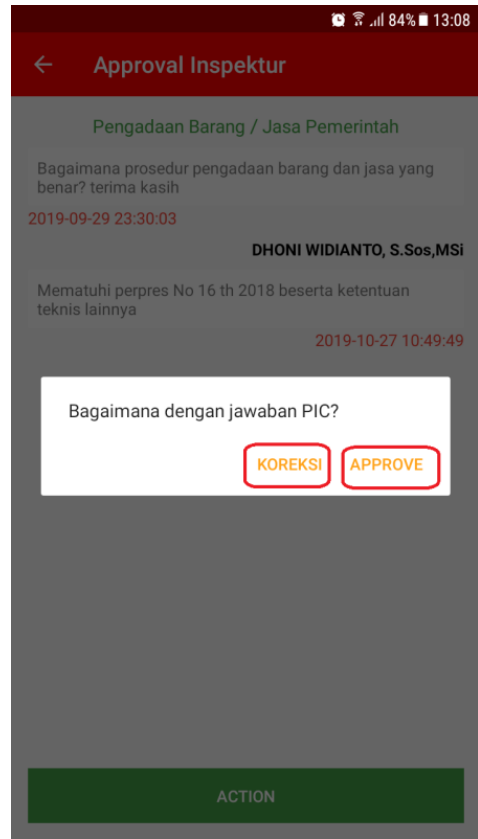 84% 13:08
Approval Inspektur
Pengadaan Barang / Jasa Pemerintah
Bagaimana prosedur pengadaan barang dan jasa yang
benar? terima kasih
2019-09-29 23:30:03
DHONI WIDIANTO, S.Sos,MSi
Mematuhi perpres No 16 th 2018 beserta ketentuan
teknis lainnya
2019-10-27 10:49:49
Bagaimana dengan jawaban PIC?
KOREKSI APPROVE
ACTION